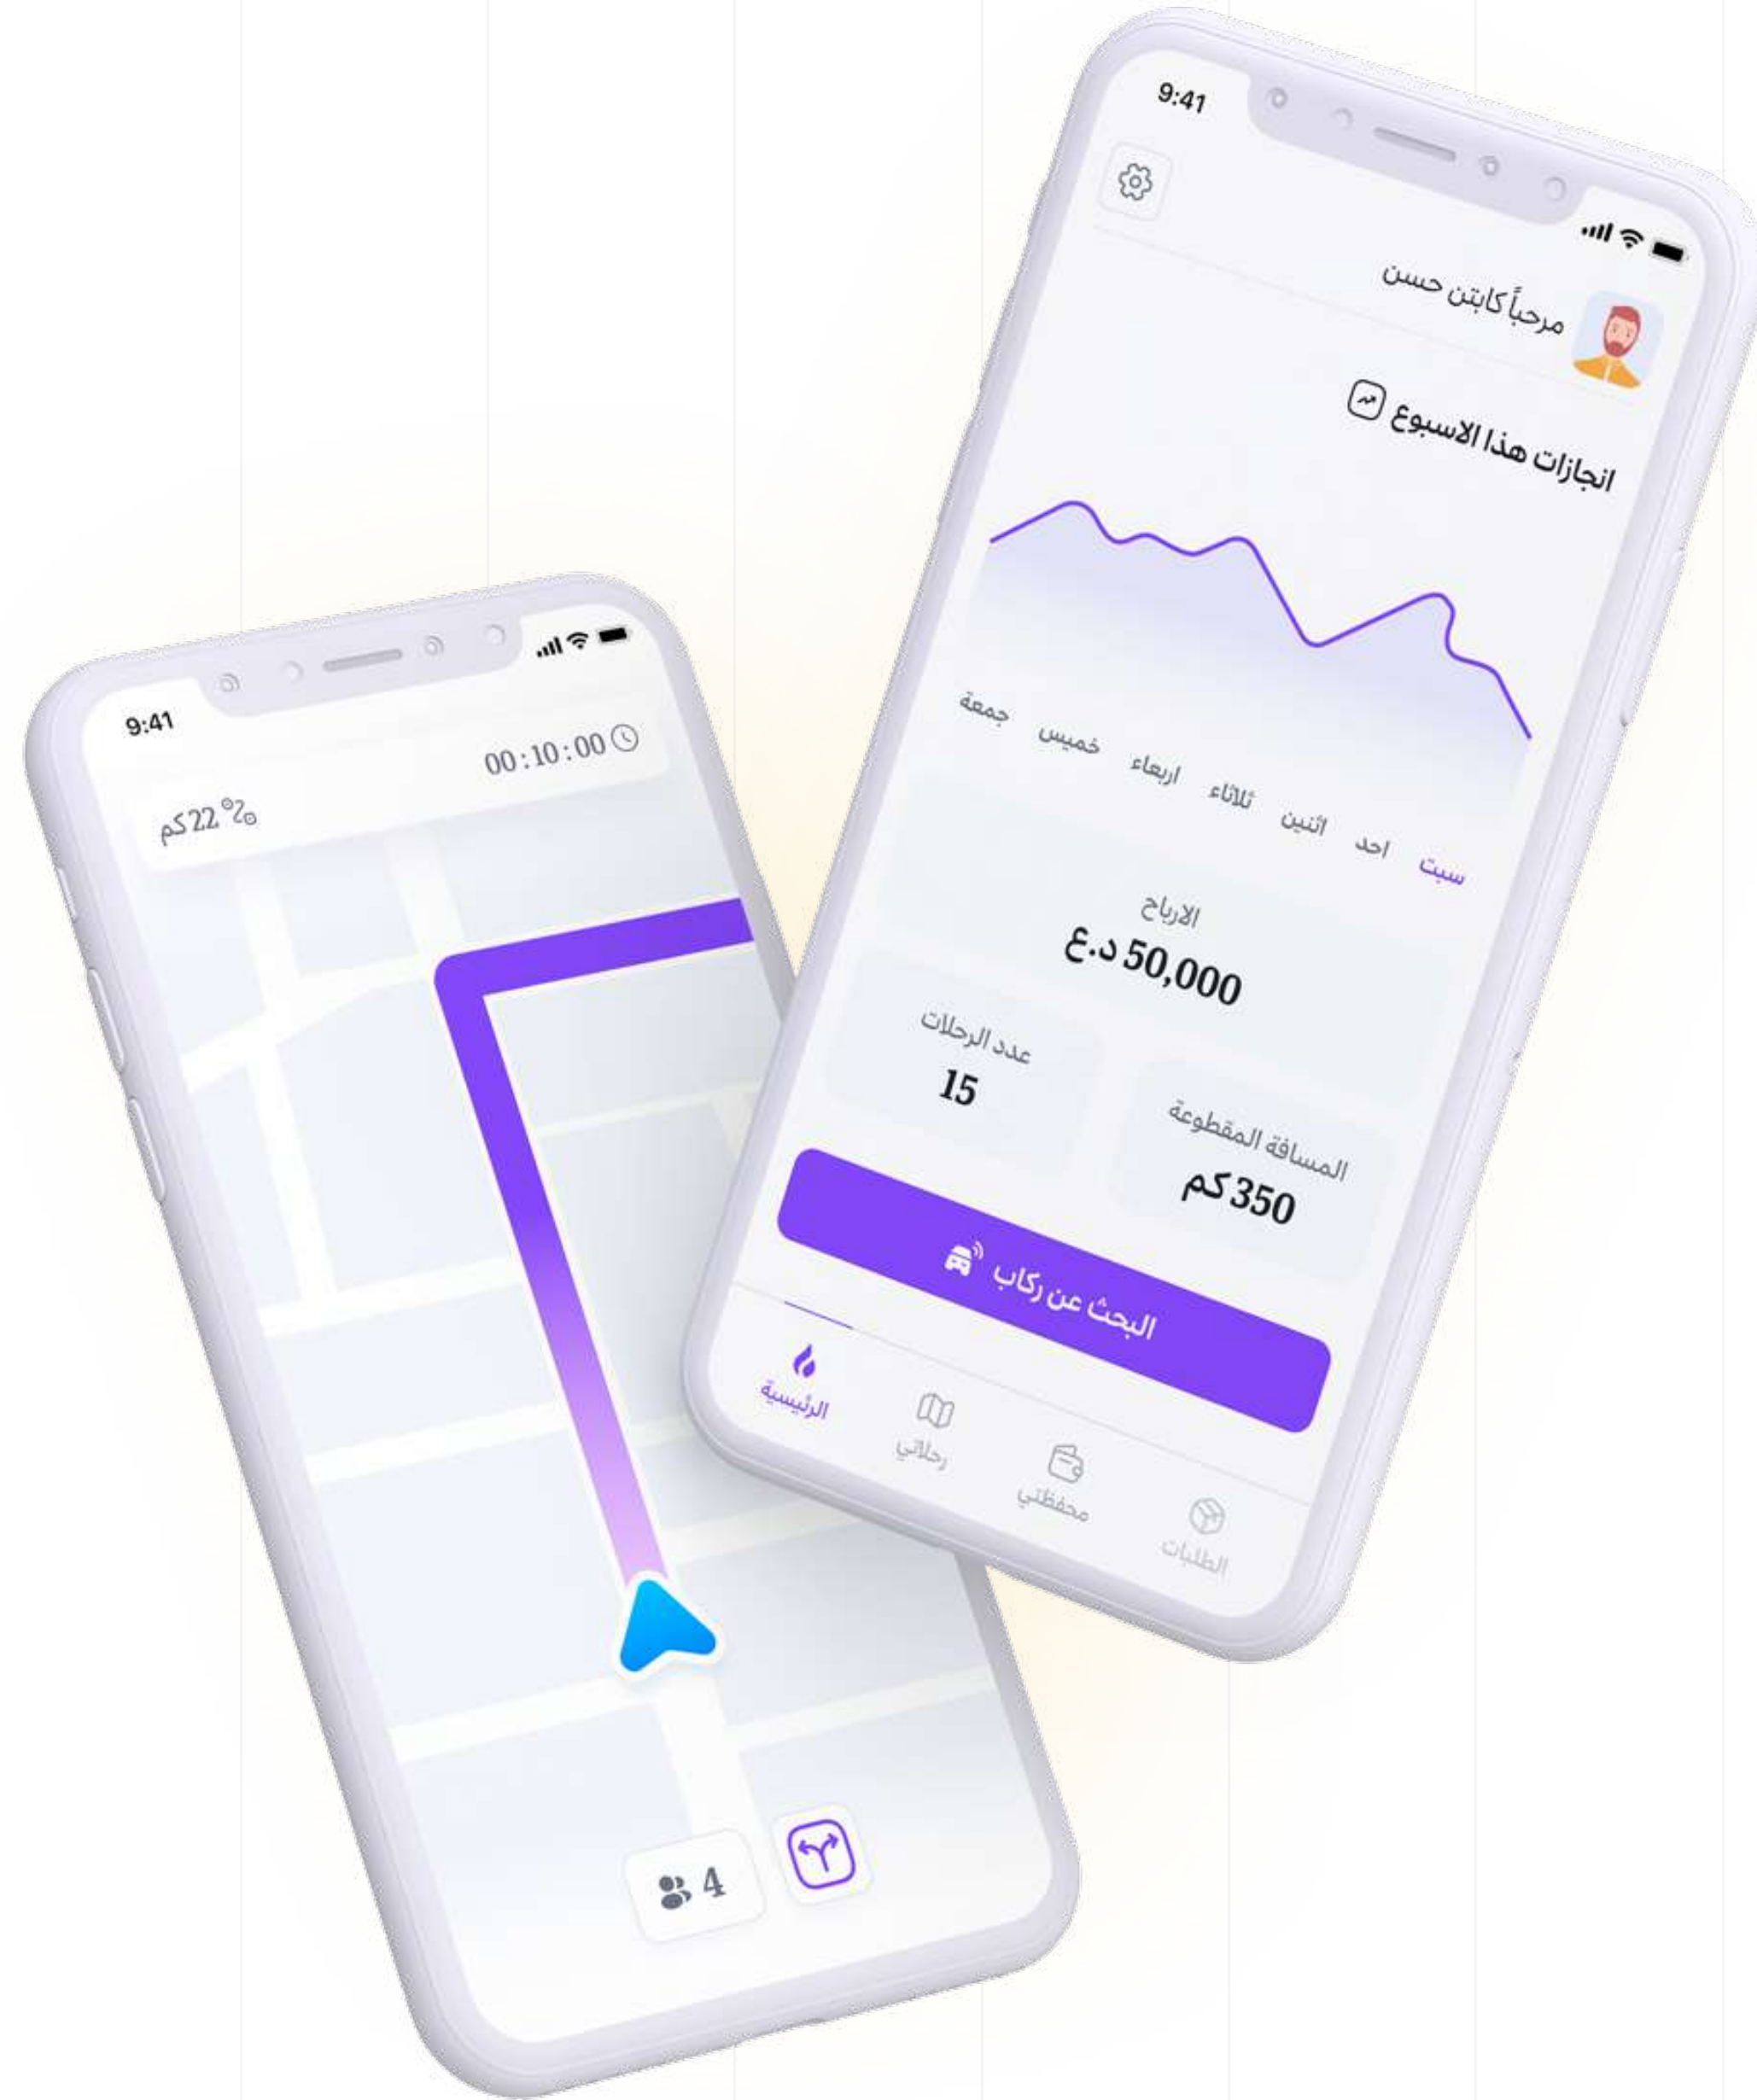 9:41
مرحباً كابتن حسن
انجازات هذا الاسبوع
سبت احد اثنين ثلاثاء اربعاء خميس جمعة
الارباح
50,000 د.ع
المسافة المقطوعة
350 كم
عدد الرحلات
15
البحث عن ركاب
الطلبات
محفظتي
رحلاتي
الرئيسية
9:41
00:10:00
22 كم
4